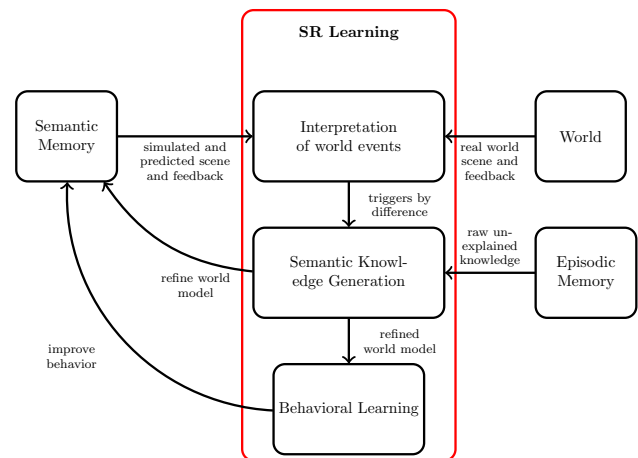 SR Learning
Semantic
Memory
simulated and
predicted scene
and feedback
Interpretation
of world events
real world
scene and
feedback
World
triggers by
difference
refine world
model
Semantic Knowl-
edge Generation
raw un-
explained
knowledge
Episodic
Memory
refined
world model
improve
behavior
Behavioral Learning